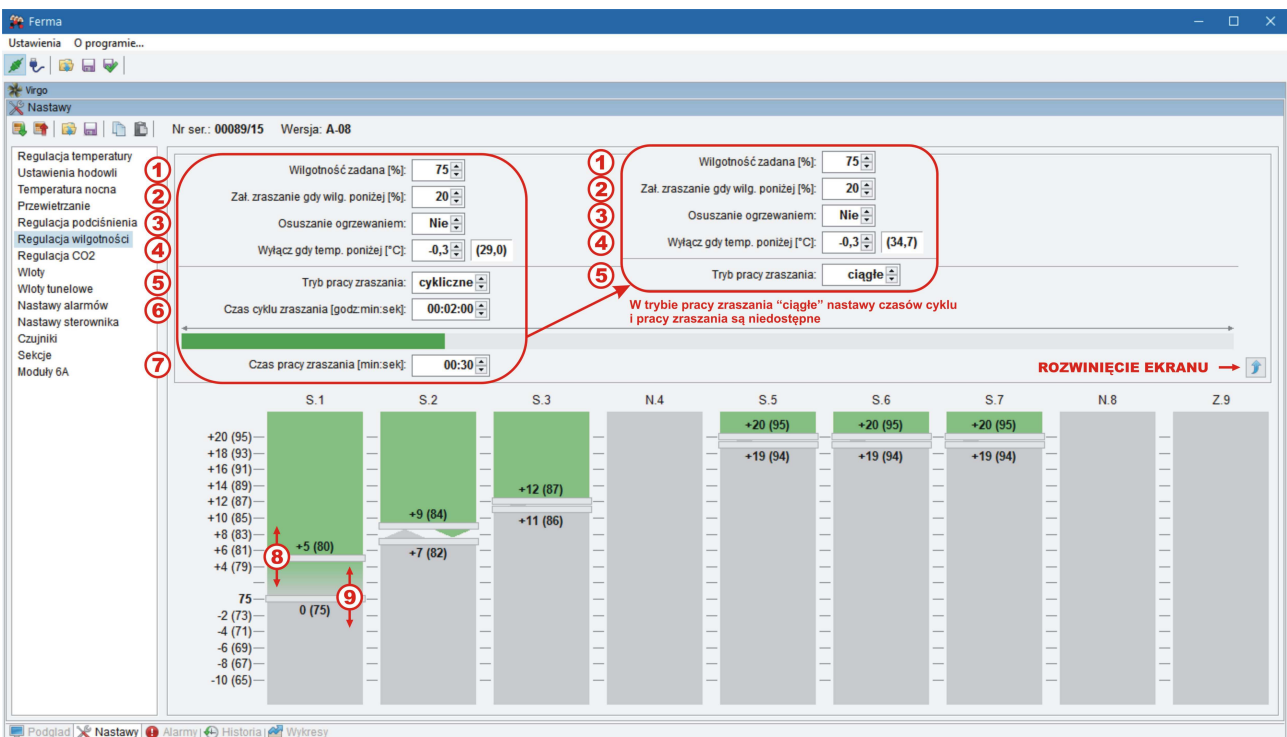 Ferma
Ustawienia O programie...
Virgo
Nastawy
Nr ser.: 00089/15 Wersja: A-08
Regulacja temperatury
Ustawienia hodowli
Temperatura nocna
Przewietrzanie
Regulacja podciśnienia
Regulacja wilgotności
Regulacja CO2
Wloty
Wloty tunelowe
Nastawy alarmów
Nastawy sterownika
Czujniki
Sekcje
Moduły 6A
1 Wilgotność zadana [%]: 75
2 Zał. zraszanie gdy wilg. poniżej [%]: 20
3 Osuszanie ogrzewaniem: Nie
4 Wyłącz gdy temp. poniżej [°C]: -0,3 (29,0)
5 Tryb pracy zraszania: cykliczne
6 Czas cyklu zraszania [godz:min:sek]: 00:02:00
7 Czas pracy zraszania [min:sek]: 00:30
1 Wilgotność zadana [%]: 75
2 Zał. zraszanie gdy wilg. poniżej [%]: 20
3 Osuszanie ogrzewaniem: Nie
4 Wyłącz gdy temp. poniżej [°C]: -0,3 (34,7)
5 Tryb pracy zraszania: ciągłe
W trybie pracy zraszania “ciągłe” nastawy czasów cyklu
i pracy zraszania są niedostępne
ROZWINIĘCIE EKRANU
S.1 S.2 S.3 N.4 S.5 S.6 S.7 N.8 Z.9
+20 (95)
+18 (93)
+16 (91)
+14 (89)
+12 (87)
+10 (85)
+8 (83)
+6 (81)
+4 (79)
75
-2 (73)
-4 (71)
-6 (69)
-8 (67)
-10 (65)
+5 (80)
0 (75)
8
9
+9 (84)
+7 (82)
+12 (87)
+11 (86)
+20 (95)
+19 (94)
+20 (95)
+19 (94)
+20 (95)
+19 (94)
Podgląd Nastawy Alarmy Historia Wykresy